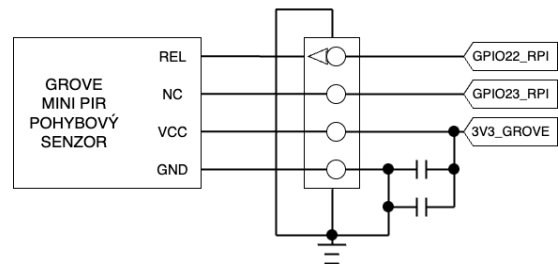 GROVE
MINI PIR
POHYBOVÝ
SENZOR
REL
NC
VCC
GND
GPIO22_RPI
GPIO23_RPI
3V3_GROVE